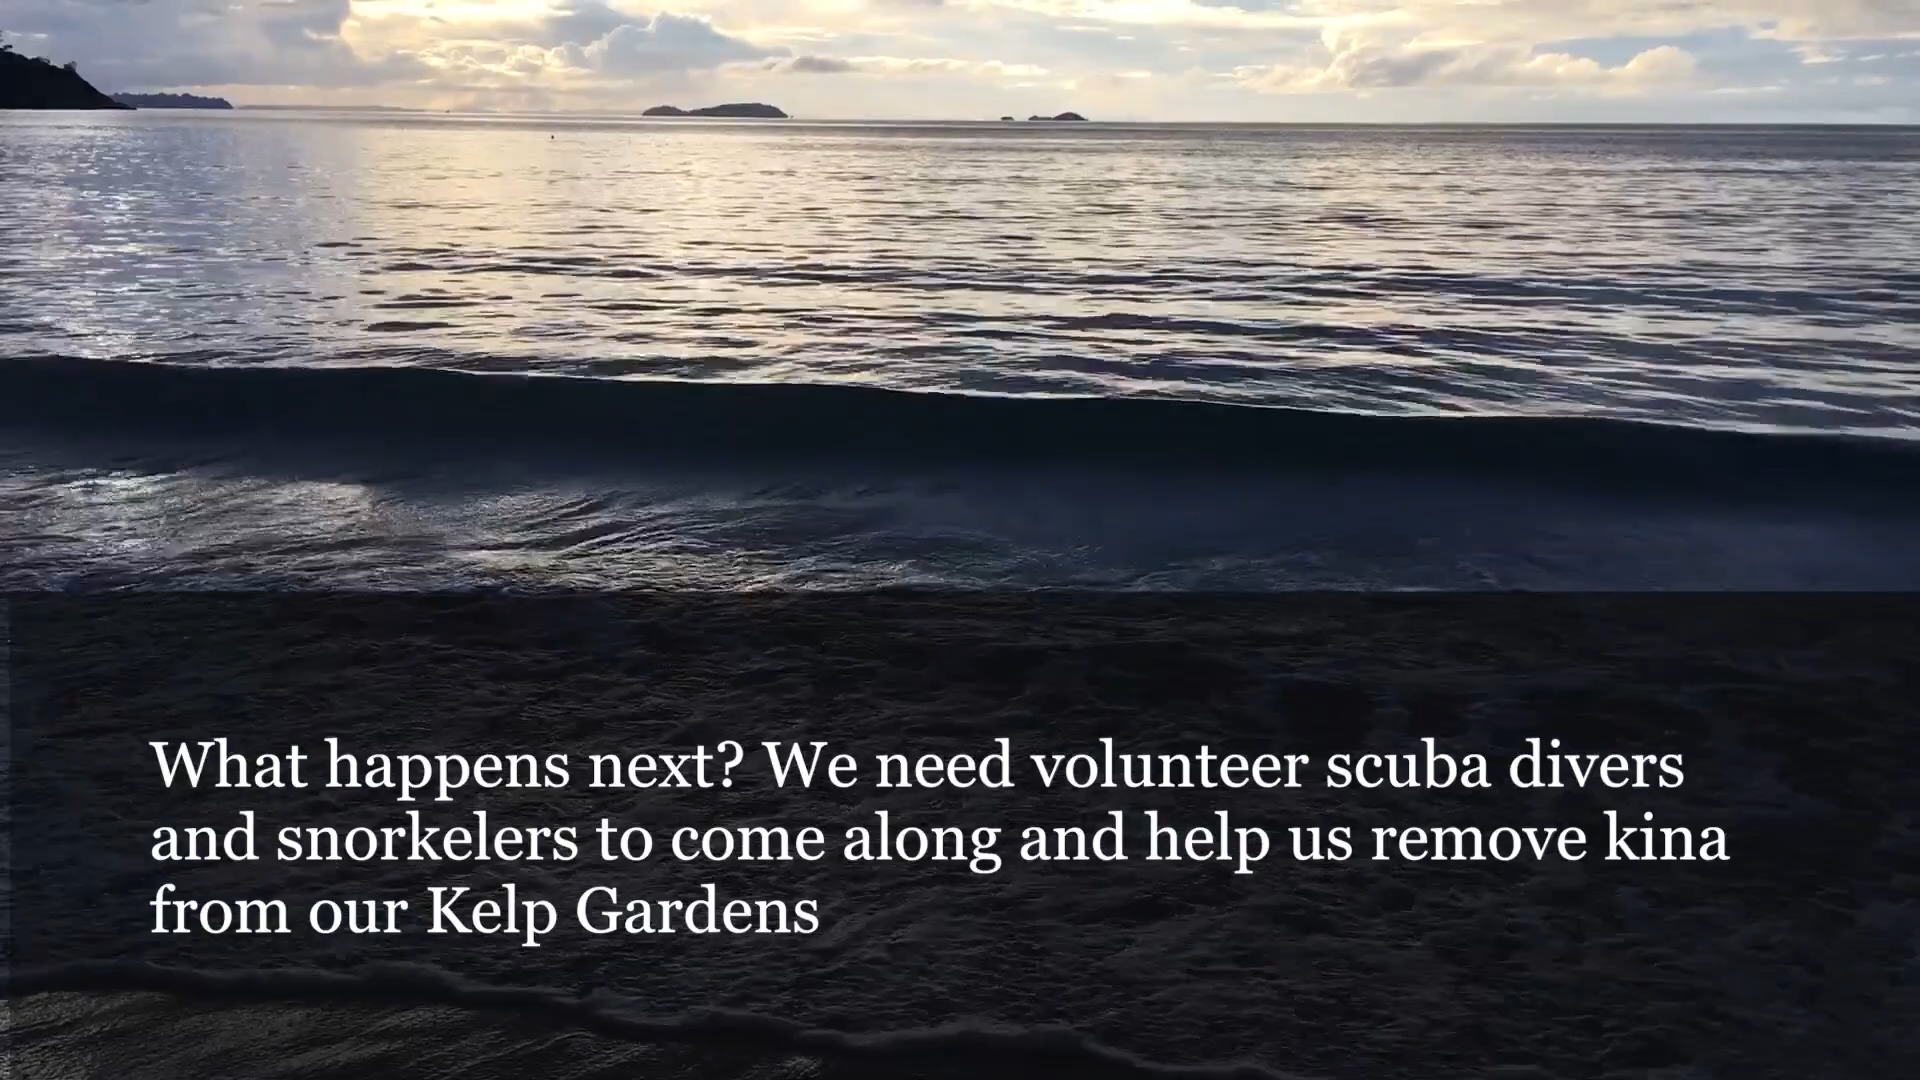 What happens next? We need volunteer scuba divers
and snorkelers to come along and help us remove kina
from our Kelp Gardens